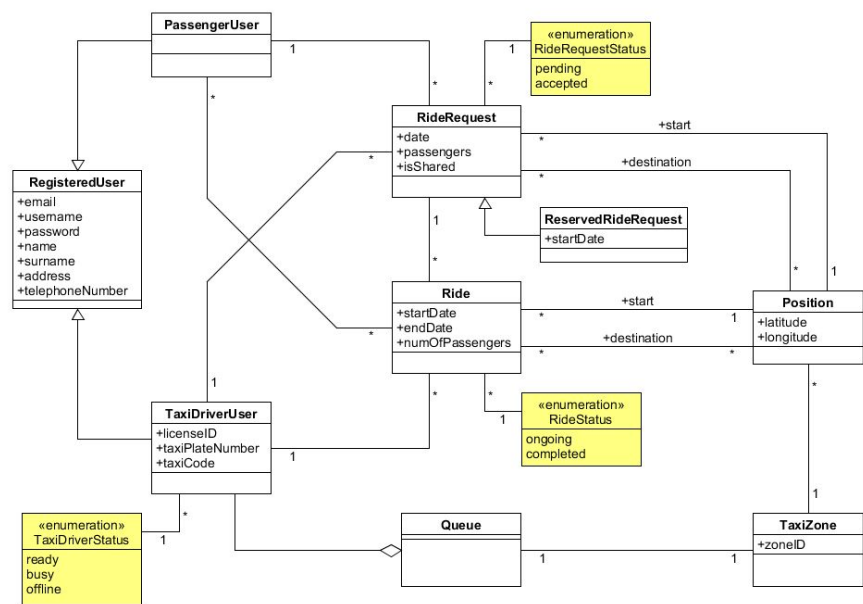 PassengerUser
1
1
*
*
*
«enumeration»
RideRequestStatus
pending
accepted
1
*
RideRequest
+date
+passengers
+isShared
*
+start
*
+destination
*
1
*
RegisteredUser
+email
+username
+password
+name
+surname
+address
+telephoneNumber
ReservedRideRequest
+startDate
1
*
Ride
+startDate
+endDate
+numOfPassengers
*
+start
*
1
+destination
*
*
Position
+latitude
+longitude
*
1
TaxiDriverUser
+licenseID
+taxiPlateNumber
+taxiCode
1
*
*
1
«enumeration»
RideStatus
ongoing
completed
«enumeration»
TaxiDriverStatus
ready
busy
offline
*
1
Queue
1
1
1
TaxiZone
+zoneID